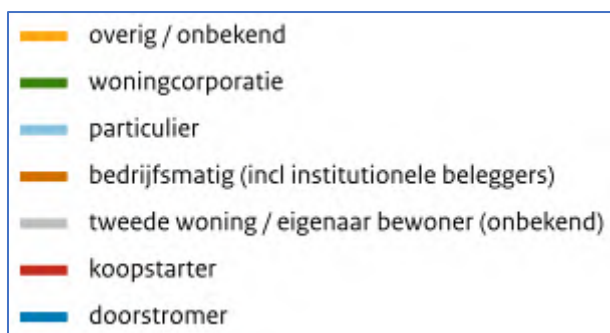 overig / onbekend
woningcorporatie
particulier
bedrijfsmatig (incl institutionele beleggers)
tweede woning / eigenaar bewoner (onbekend)
koopstarter
doorstromer